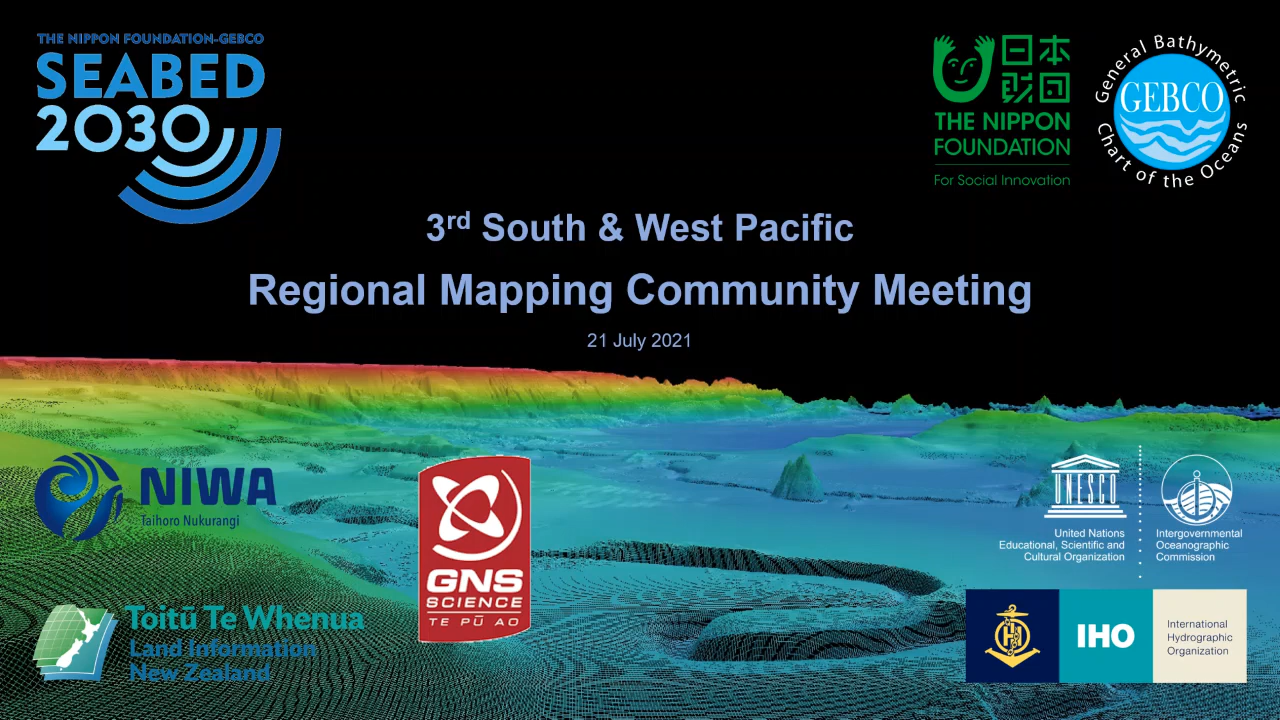 THE NIPPON FOUNDATION-GEBCO
SEABED
2030
日本
財団
THE NIPPON
FOUNDATION
For Social Innovation
General Bathymetric
GEBCO
Chart of the Oceans
3rd South & West Pacific
Regional Mapping Community Meeting
21 July 2021
NIWA
Taihoro Nukurangi
GNS
SCIENCE
TE PŪ AO
UNESCO
United Nations
Educational, Scientific and
Cultural Organization
Intergovernmental
Oceanographic
Commission
Toitū Te Whenua
Land Information
New Zealand
IHO
International
Hydrographic
Organization